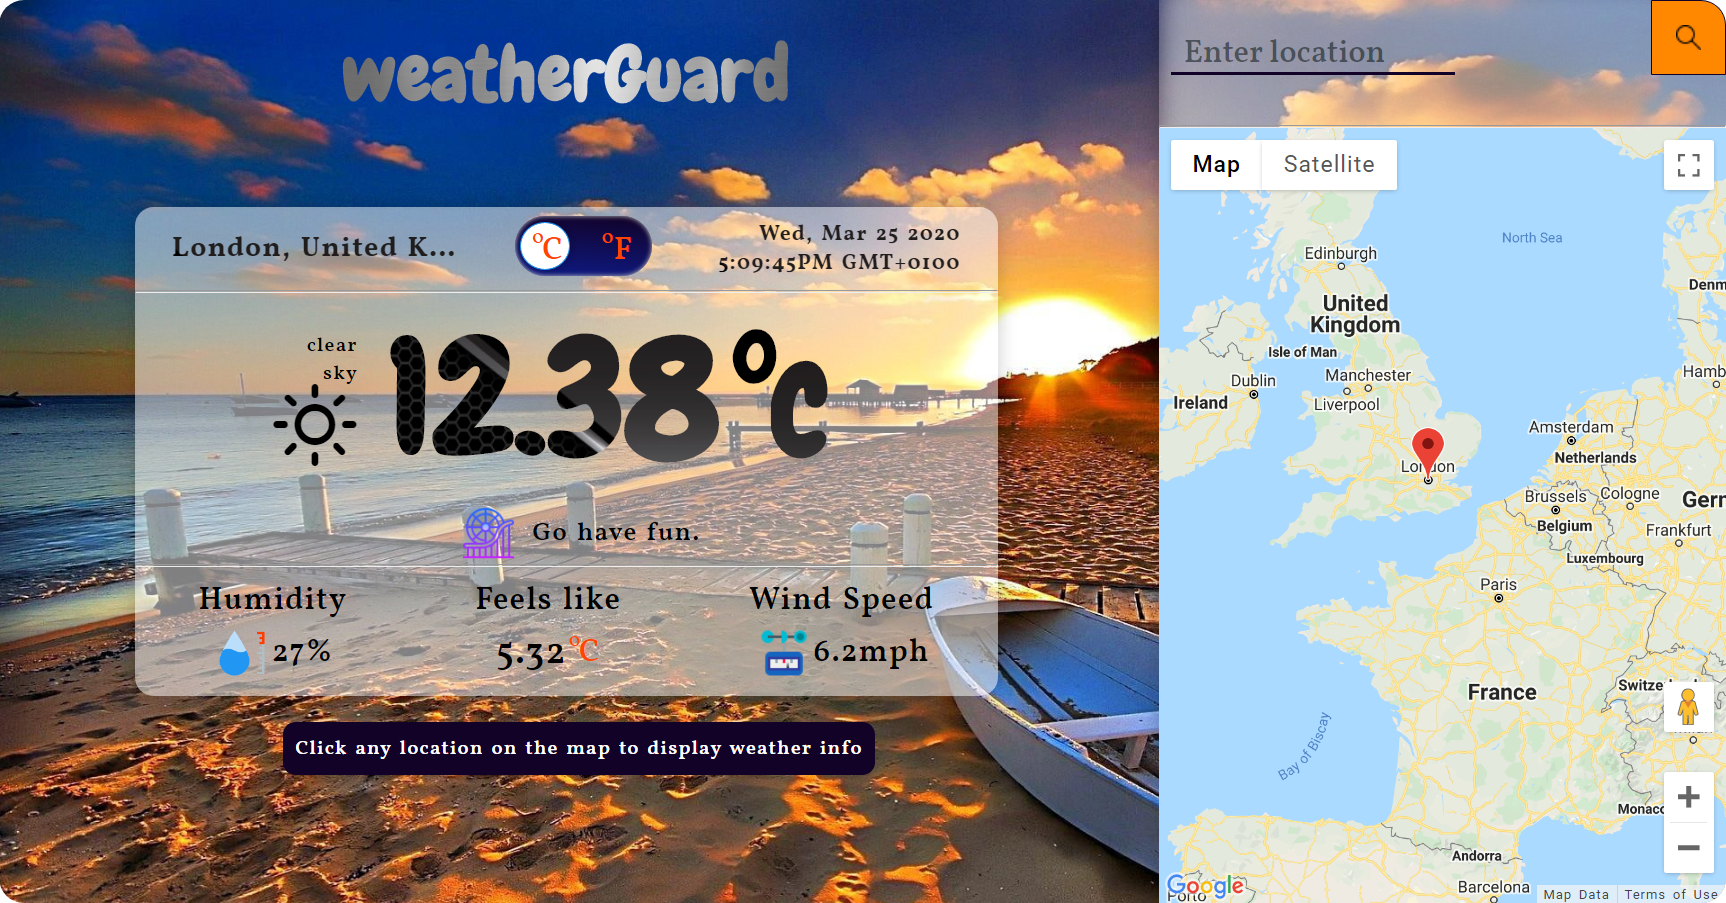 weatherGuard
London, United K...
°C °F
Wed, Mar 25 2020
5:09:45PM GMT+0100
clear
sky
12.38°c
Go have fun.
Humidity
27%
Feels like
5.32°C
Wind Speed
6.2mph
Click any location on the map to display weather info
Enter location
Map
Satellite
North Sea
Edinburgh
Denm
United
Kingdom
Isle of Man
Hamb
Dublin
Manchester
Ireland
Liverpool
Amsterdam
Netherlands
London
Brussels
Cologne
Gern
Belgium
Frankfurt
Luxembourg
Paris
France
Switze
Bay of Biscay
Monaco
Andorra
Barcelona
Google
Porto
Map Data
Terms of Use